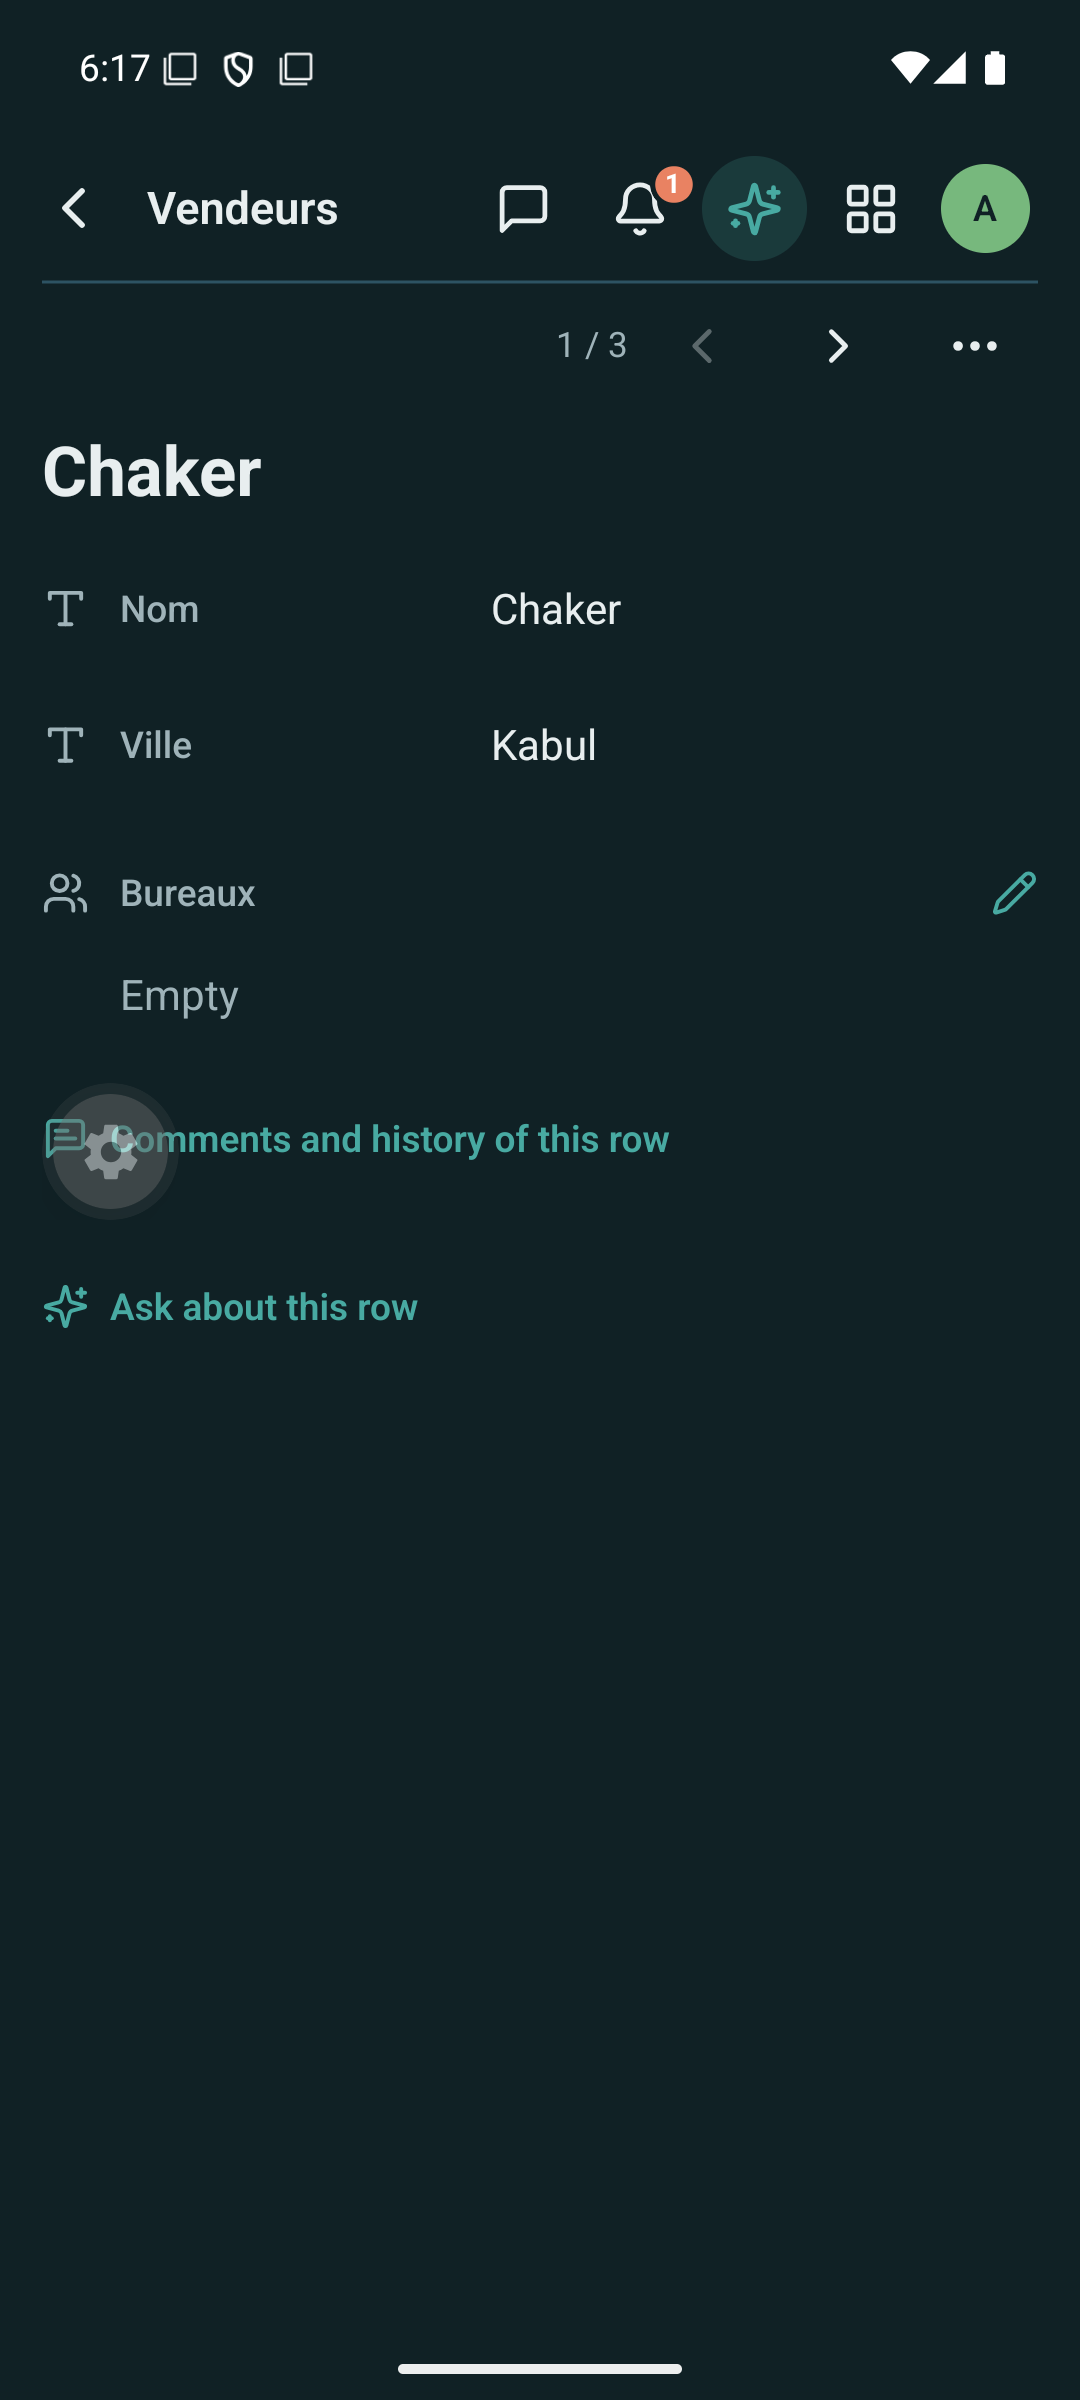 6:17
Vendeurs
1
A
1 / 3
Chaker
Nom Chaker
Ville Kabul
Bureaux
Empty
Comments and history of this row
Ask about this row